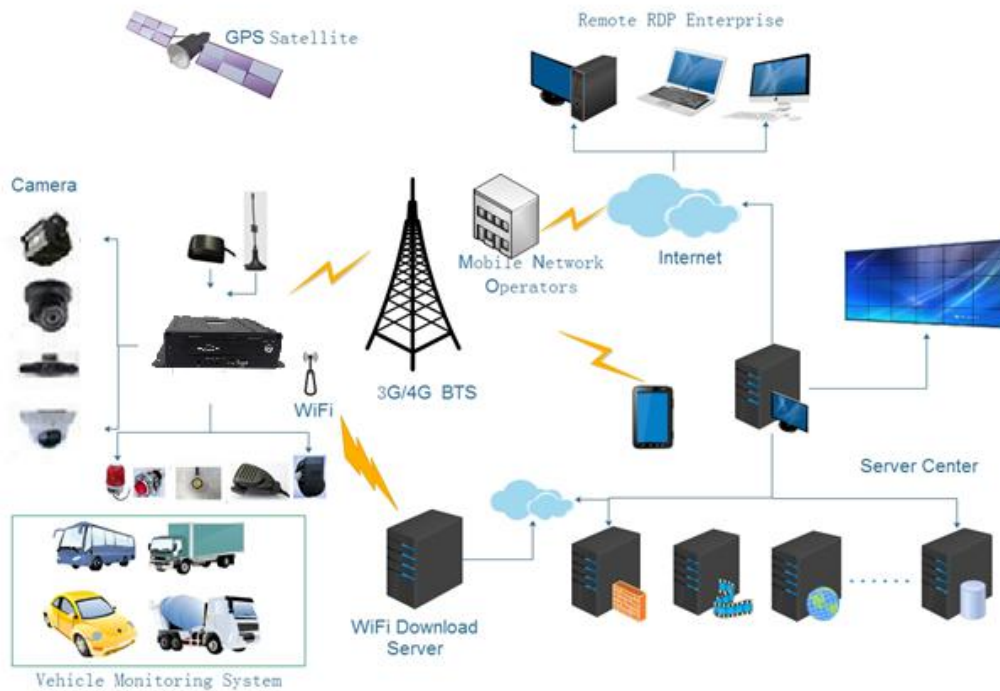 GPS Satellite
Remote RDP Enterprise
Camera
Internet
Mobile Network
Operators
3G/4G BTS
WiFi
Server Center
WiFi Download
Server
Vehicle Monitoring System